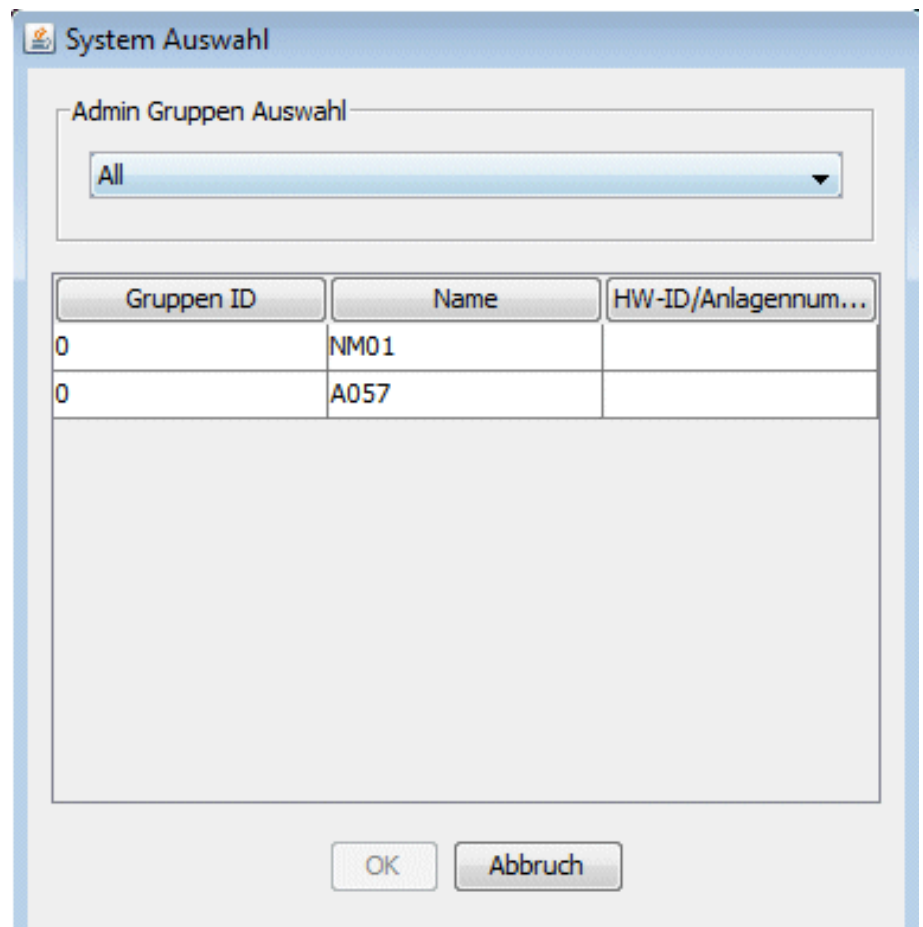 System Auswahl
Admin Gruppen Auswahl
All
Gruppen ID Name HW-ID/Anlagennum...
0 NM01
0 A057
OK Abbruch